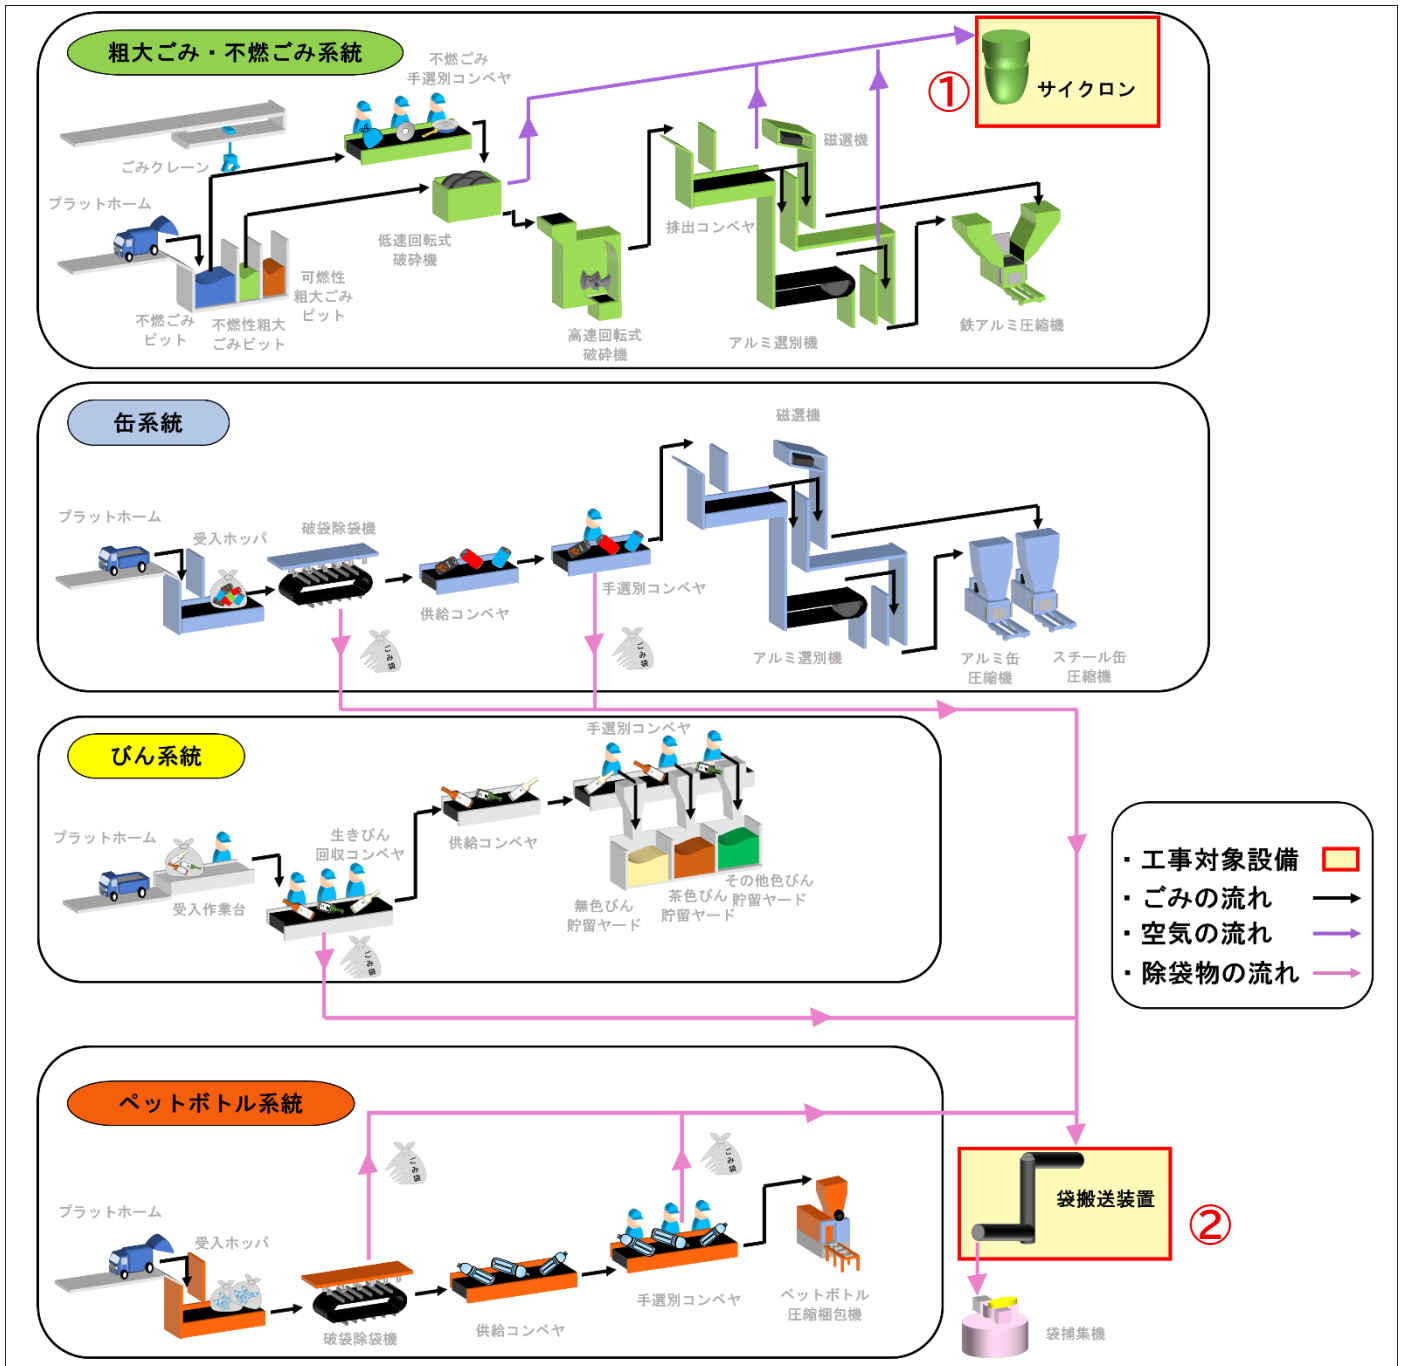 粗大ごみ・不燃ごみ系統
不燃ごみ
手選別コンベヤ
①
サイクロン
ごみクレーン
磁選機
プラットホーム
排出コンベヤ
低速回転式
破砕機
可燃性
粗大ごみ
ピット
不燃ごみ
ピット
不燃性粗大
ごみピット
高速回転式
破砕機
アルミ選別機
鉄アルミ圧縮機
缶系統
磁選機
プラットホーム
受入ホッパ
破袋除袋機
供給コンベヤ
手選別コンベヤ
アルミ選別機
アルミ缶
圧縮機
スチール缶
圧縮機
びん系統
手選別コンベヤ
プラットホーム
生きびん
回収コンベヤ
供給コンベヤ
受入作業台
無色びん
貯留ヤード
茶色びん
貯留ヤード
その他色びん
貯留ヤード
・工事対象設備
・ごみの流れ
・空気の流れ
・除袋物の流れ
ペットボトル系統
プラットホーム
受入ホッパ
破袋除袋機
供給コンベヤ
手選別コンベヤ
ペットボトル
圧縮梱包機
袋搬送装置
②
袋捕集機